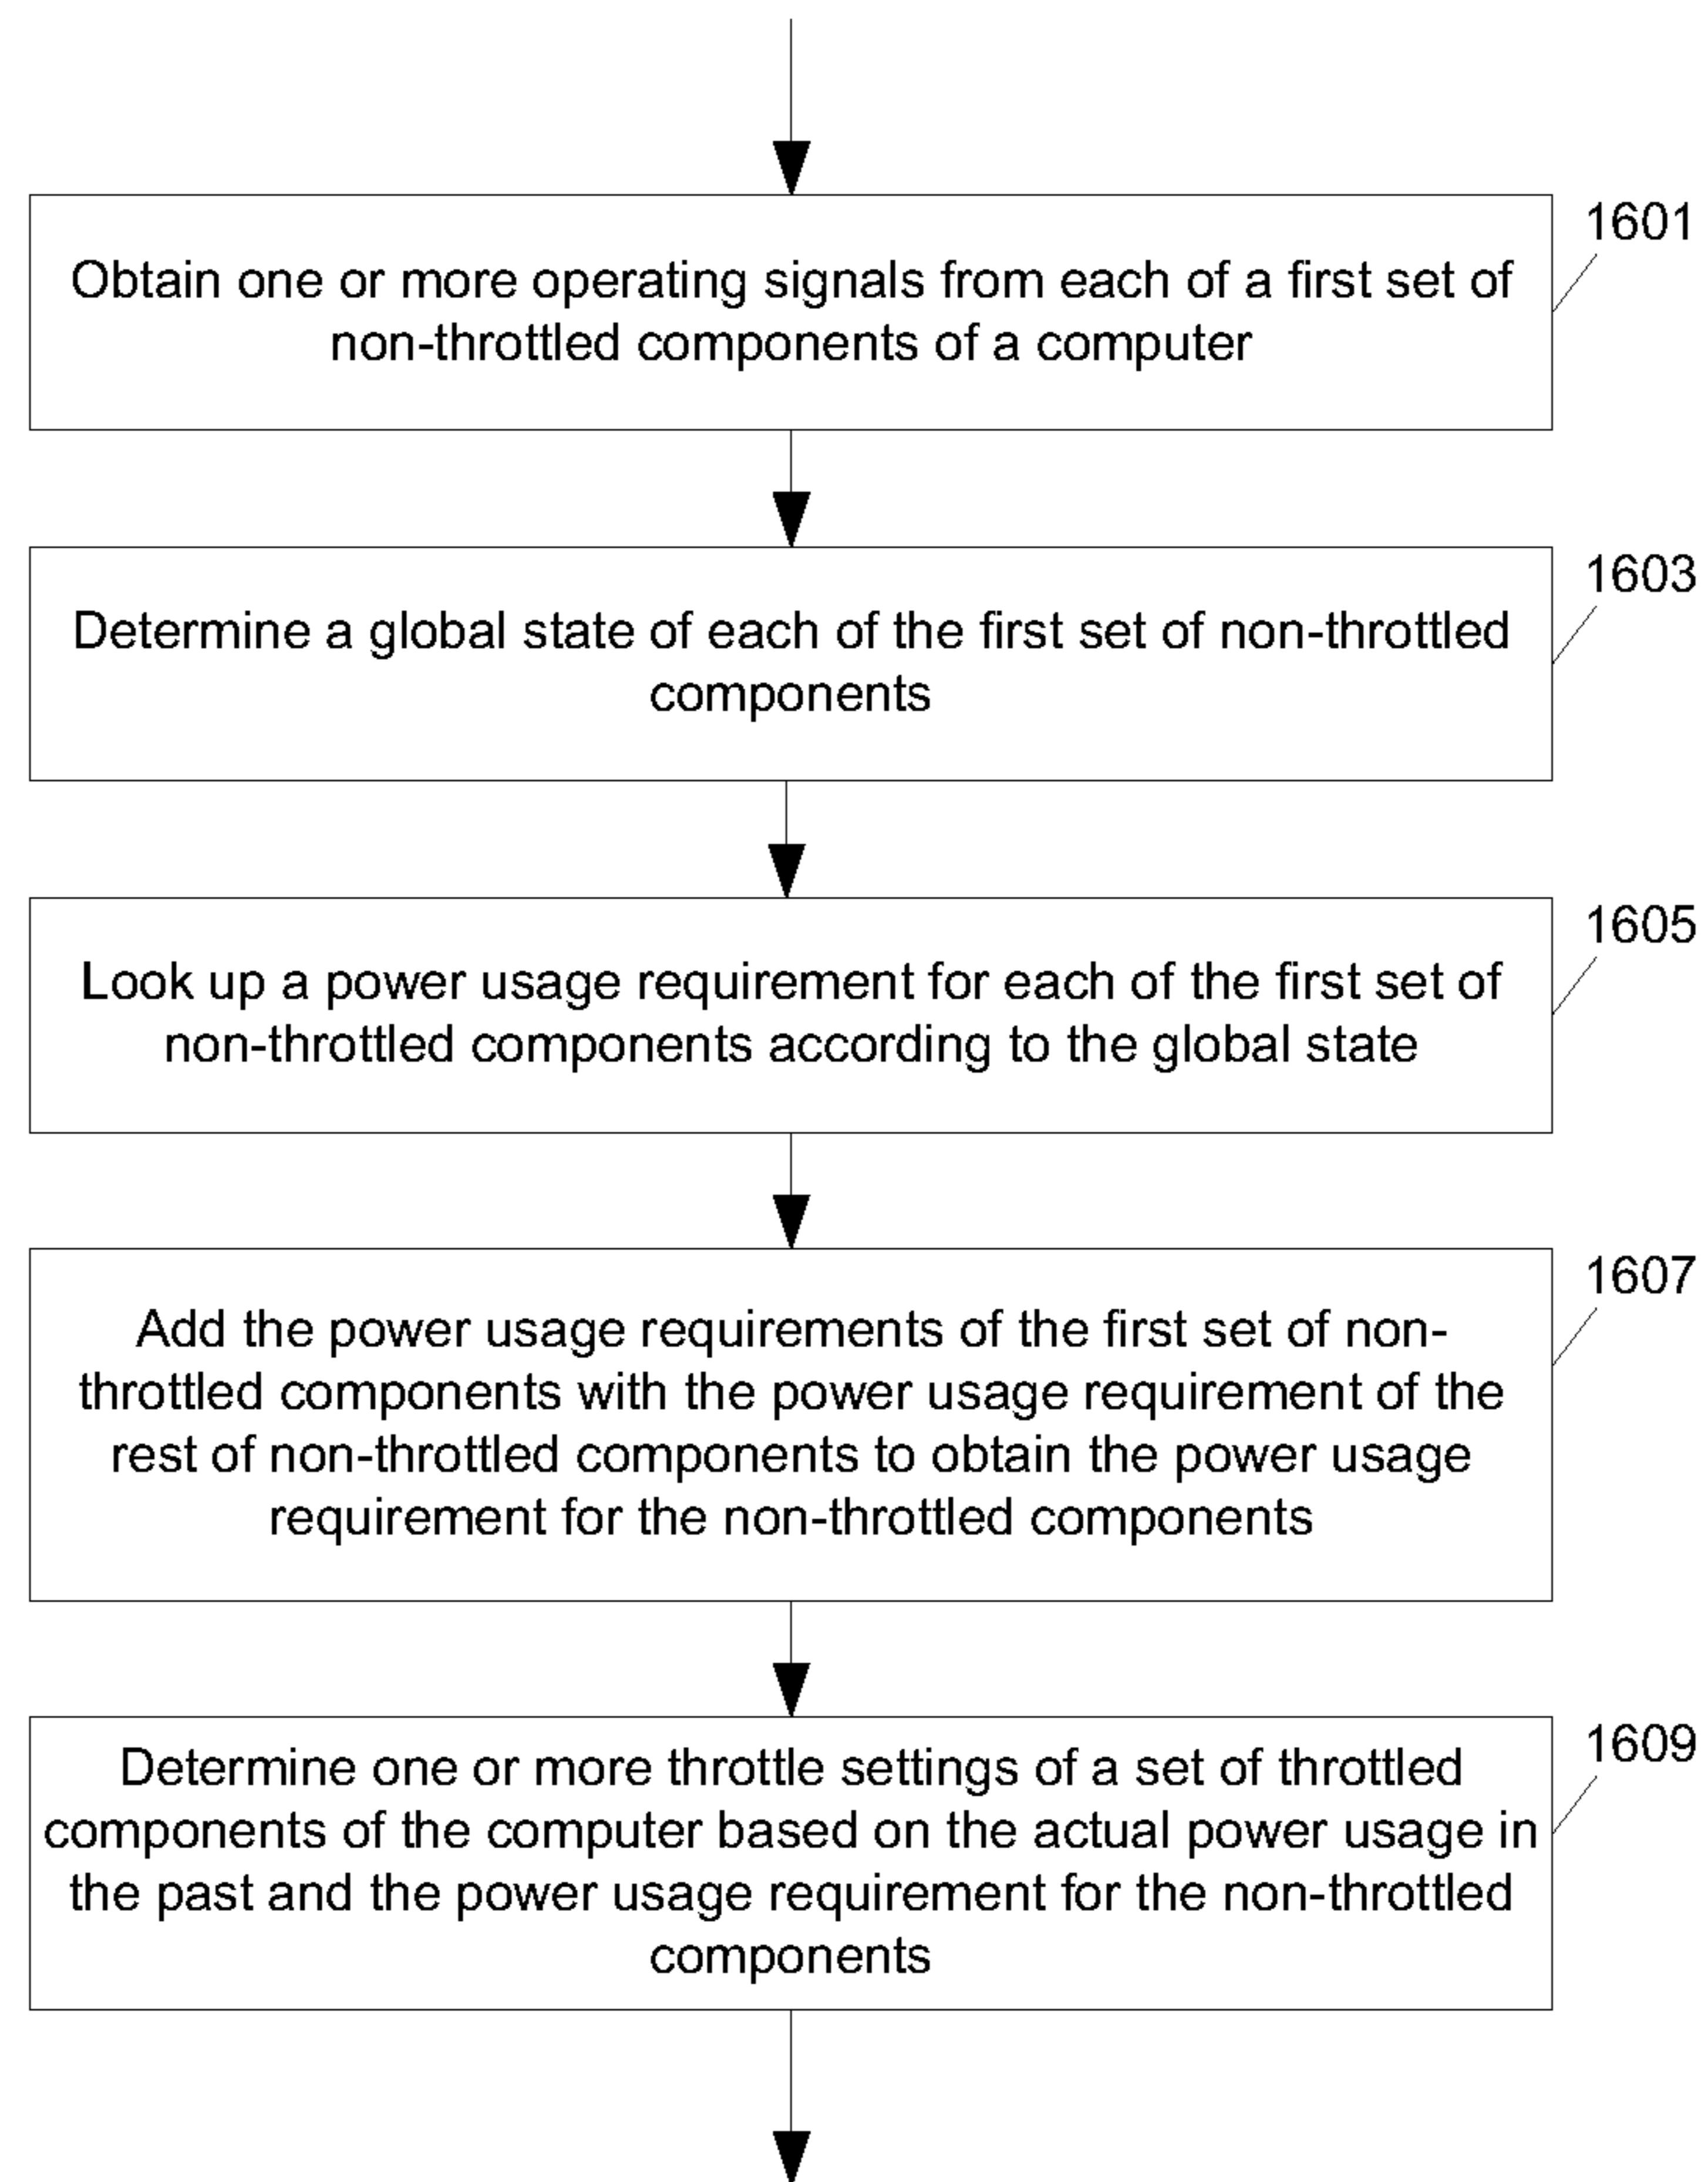 1601
Obtain one or more operating signals from each of a first set of
non-throttled components of a computer
1603
Determine a global state of each of the first set of non-throttled
components
1605
Look up a power usage requirement for each of the first set of
non-throttled components according to the global state
1607
Add the power usage requirements of the first set of non-
throttled components with the power usage requirement of the
rest of non-throttled components to obtain the power usage
requirement for the non-throttled components
1609
Determine one or more throttle settings of a set of throttled
components of the computer based on the actual power usage in
the past and the power usage requirement for the non-throttled
components